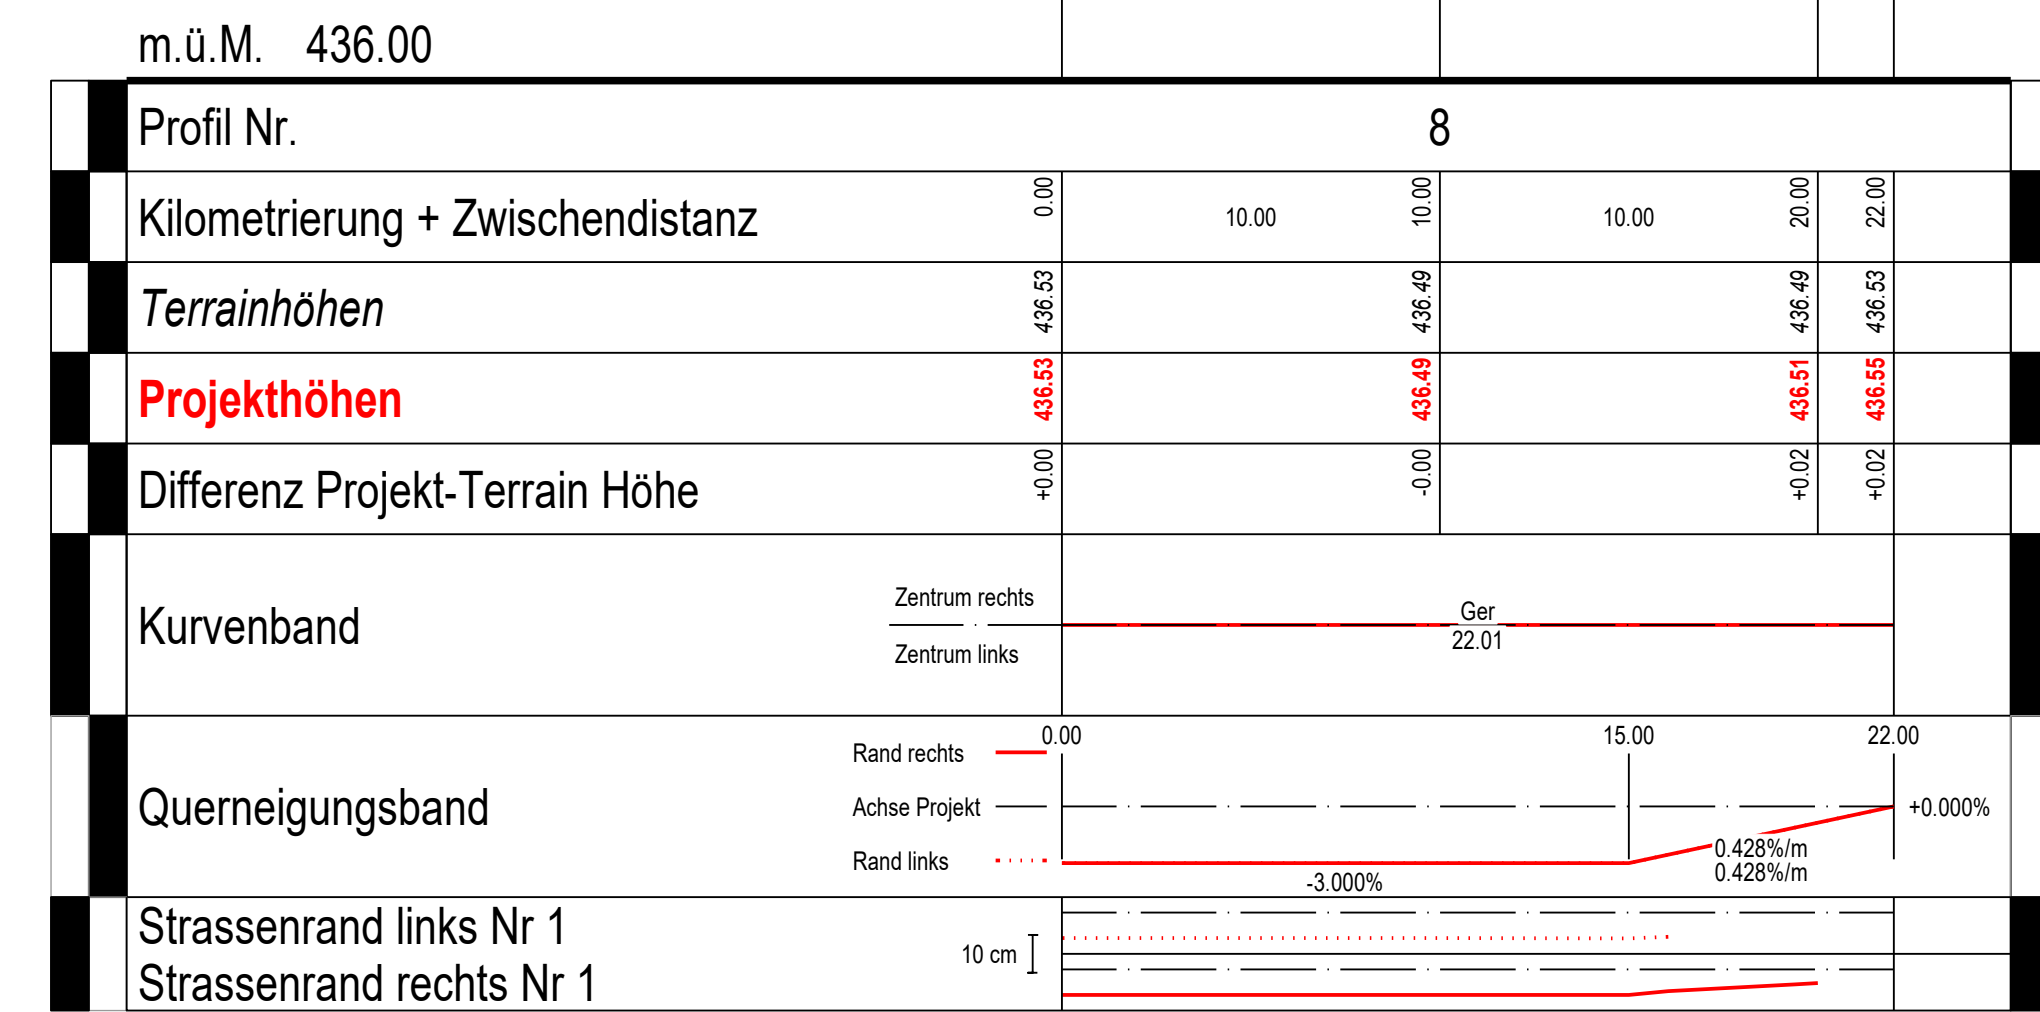 m.ü.M. 436.00
Profil Nr. 8
Kilometrierung + Zwischendistanz 0.00 10.00 10.00 10.00 20.00 22.00
Terrainhöhen 436.53 436.49 436.49 436.53
Projekthöhen 436.53 436.49 436.51 436.55
Differenz Projekt-Terrain Höhe +0.00 -0.00 +0.02 +0.02
Kurvenband
Zentrum rechts
Zentrum links
Ger
22.01
Querneigungsband
Rand rechts
Achse Projekt
Rand links
0.00 15.00 22.00
+0.000%
0.428%/m
0.428%/m
-3.000%
Strassenrand links Nr 1
Strassenrand rechts Nr 1
10 cm